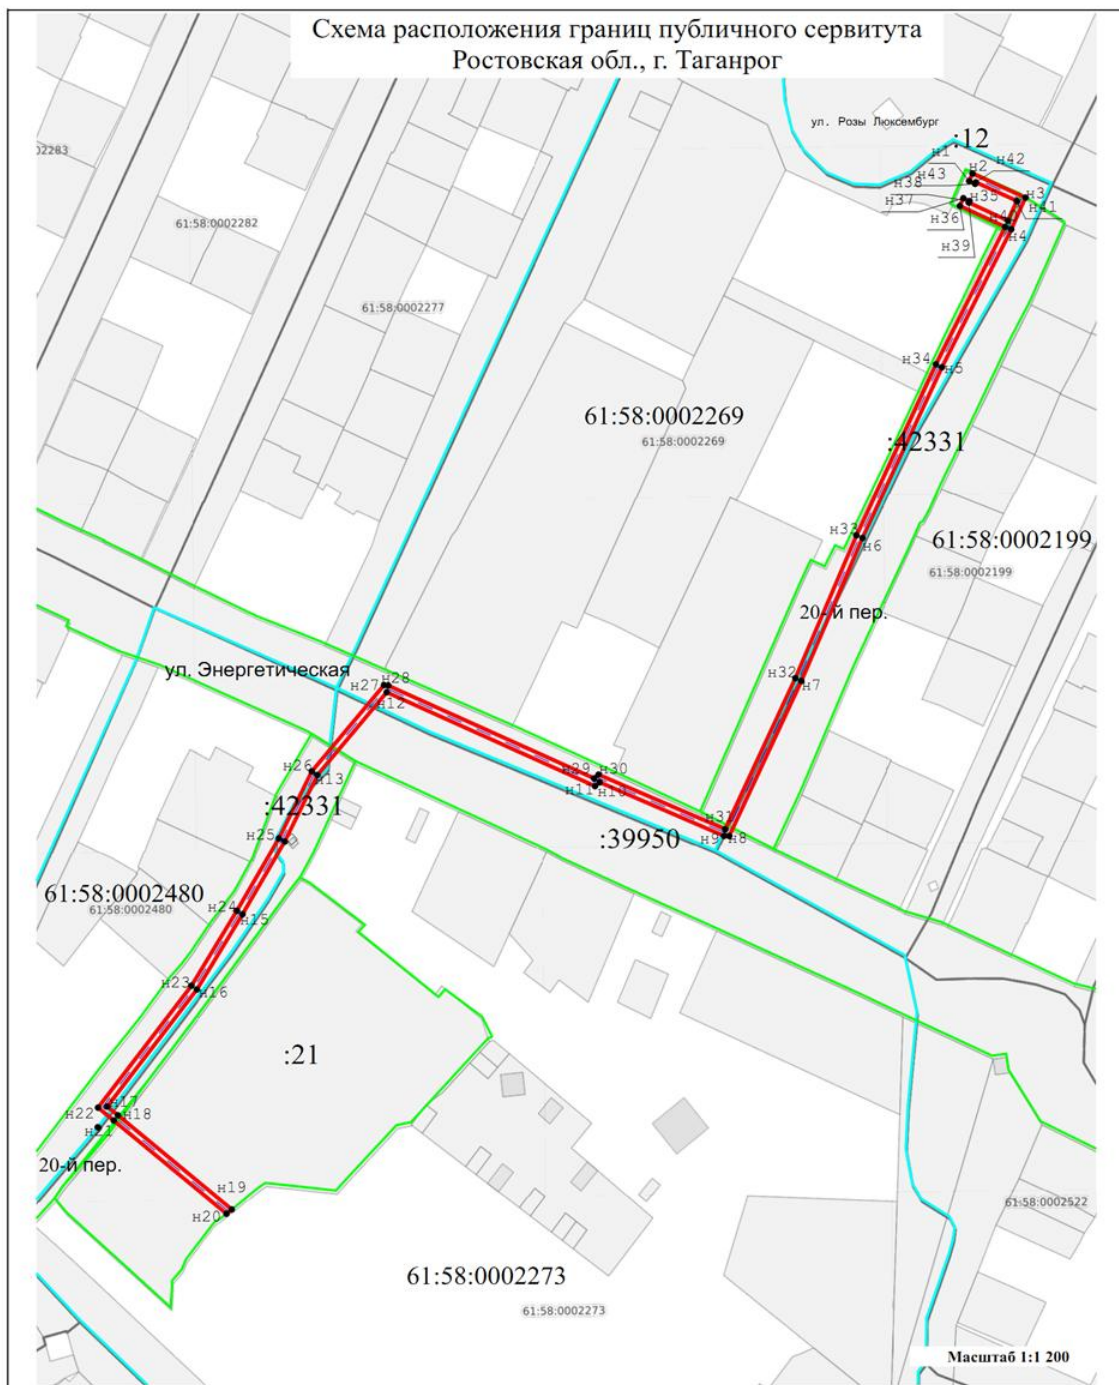 Схема расположения границ публичного сервитута
Ростовская обл., г. Таганрог
ул. Розы Люксембург
:12
н1
н2
н42
н43
н38
н35
н3
н37
н41
н36
н4
н39
02283
61:58:0002282
61:58:0002277
н34
н5
61:58:0002269
61:58:0002269
:42331
н33
н6
61:58:0002199
61:58:0002199
20-й пер.
ул. Энергетическая
н28
н27
н12
н32
н7
н26
н13
н29
н30
н11
н10
:42331
н31
н25
н9
н8
:39950
61:58:0002480
61:58:0002480
н24
н15
н23
н16
:21
н17
н22
н18
н21
20-й пер.
н19
н20
61:58:0002522
61:58:0002273
61:58:0002273
Масштаб 1:1 200